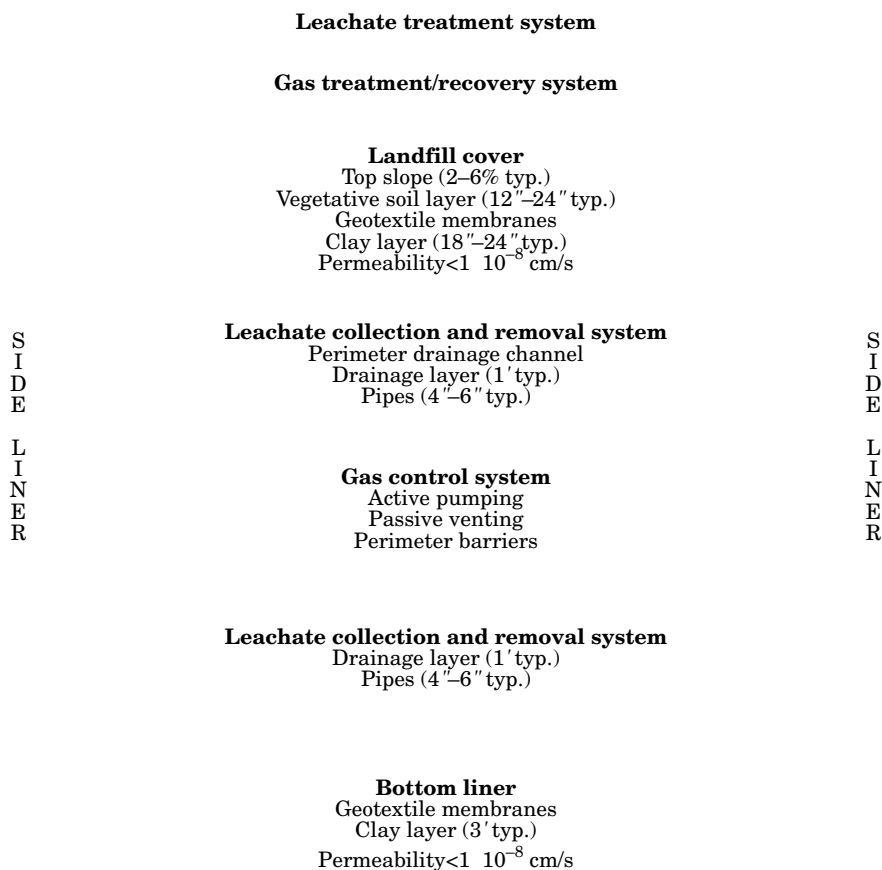 Leachate treatment system
Gas treatment/recovery system
Landfill cover
Top slope (2–6% typ.)
Vegetative soil layer (12″–24″ typ.)
Geotextile membranes
Clay layer (18″–24″ typ.)
Permeability<1 10⁻⁸ cm/s
SIDE LINER
Leachate collection and removal system
Perimeter drainage channel
Drainage layer (1′ typ.)
Pipes (4″–6″ typ.)
SIDE LINER
Gas control system
Active pumping
Passive venting
Perimeter barriers
Leachate collection and removal system
Drainage layer (1′ typ.)
Pipes (4″–6″ typ.)
Bottom liner
Geotextile membranes
Clay layer (3′ typ.)
Permeability<1 10⁻⁸ cm/s